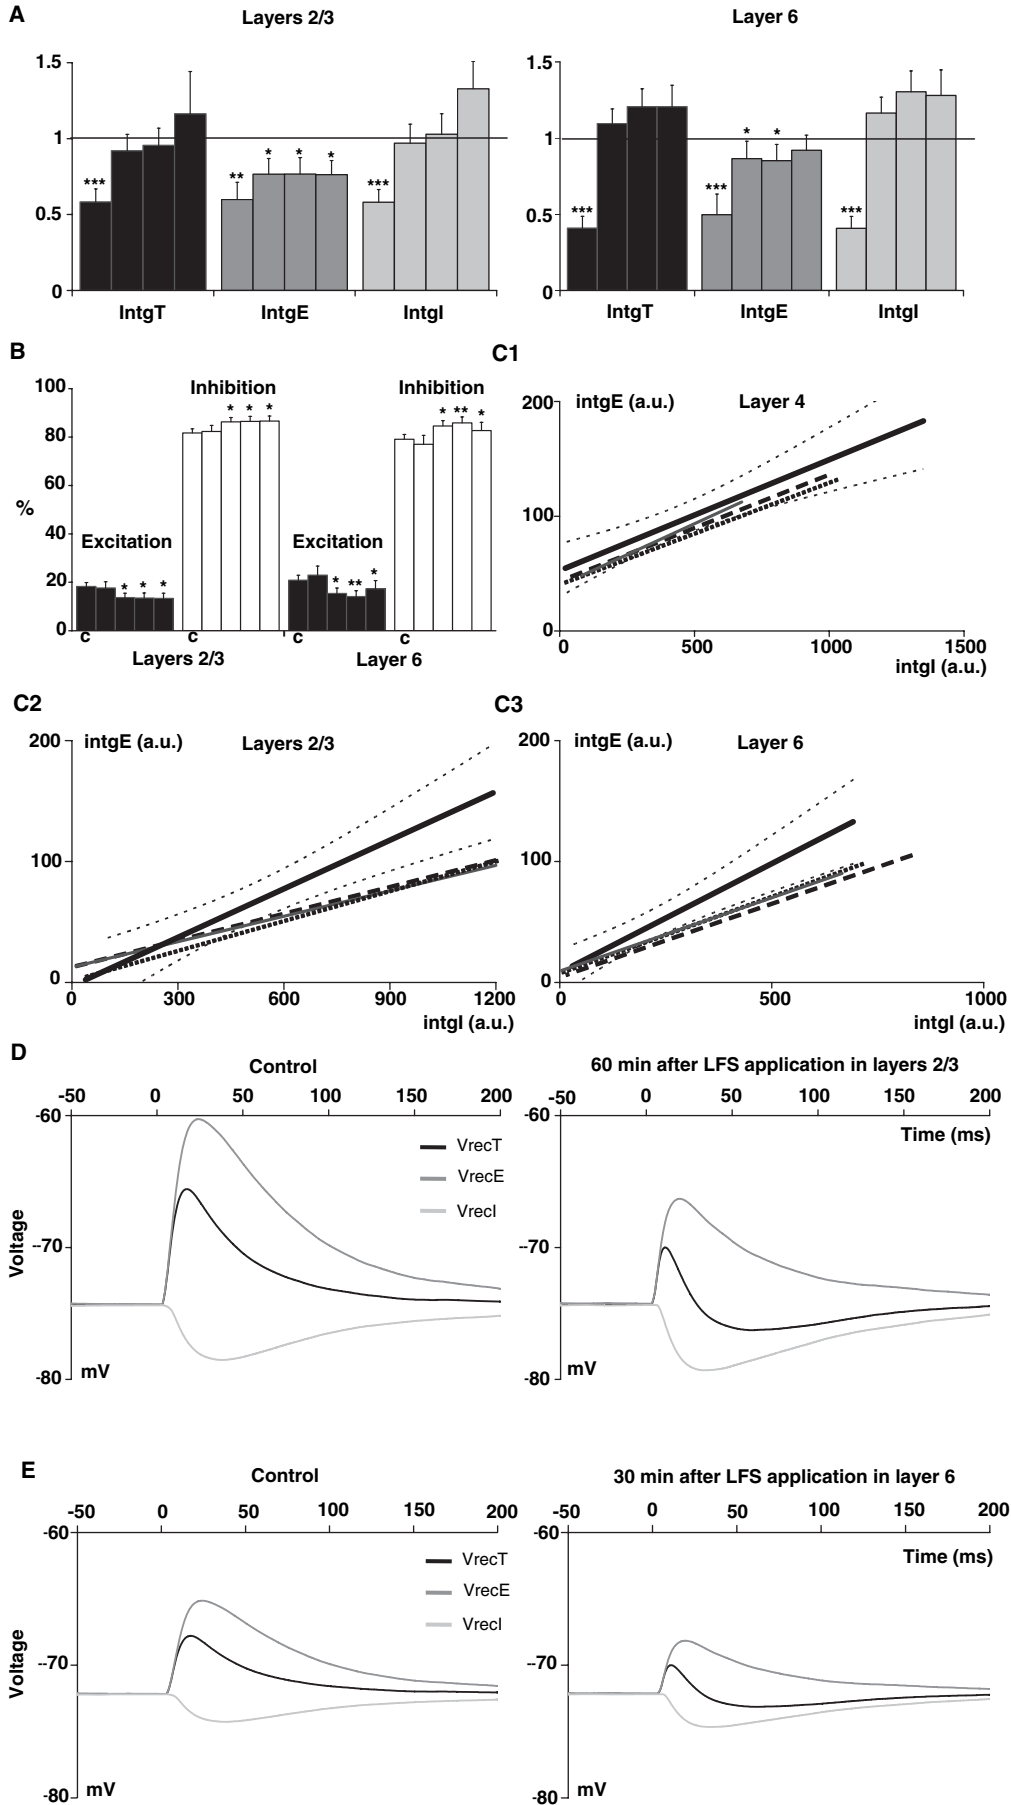 A
Layers 2/3
Layer 6
1.5
1
0.5
0
***
**
*
*
*
***
IntgT
IntgE
IntgI
1.5
1
0.5
0
***
***
*
*
***
IntgT
IntgE
IntgI
B
100
80
60
40
20
0
%
Inhibition
Inhibition
* * *
* ** *
Excitation
Excitation
* * *
* ** *
c
c
c
c
Layers 2/3
Layer 6
C1
200
100
0
intgE (a.u.)
Layer 4
0
500
1000
1500
intgI (a.u.)
C2
200
100
0
intgE (a.u.)
Layers 2/3
0
300
600
900
1200
intgI (a.u.)
C3
200
100
0
intgE (a.u.)
Layer 6
0
500
1000
intgI (a.u.)
D
Control
60 min after LFS application in layers 2/3
-50 0 50 100 150 200
-50 0 50 100 150 200
-60
-60
Time (ms)
VrecT
VrecE
VrecI
Voltage
--70
-70
-80
mV
-80
mV
E
Control
30 min after LFS application in layer 6
-50 0 50 100 150 200
-50 0 50 100 150 200
-60
-60
Time (ms)
VrecT
VrecE
VrecI
Voltage
--70
-70
-80
mV
-80
mV